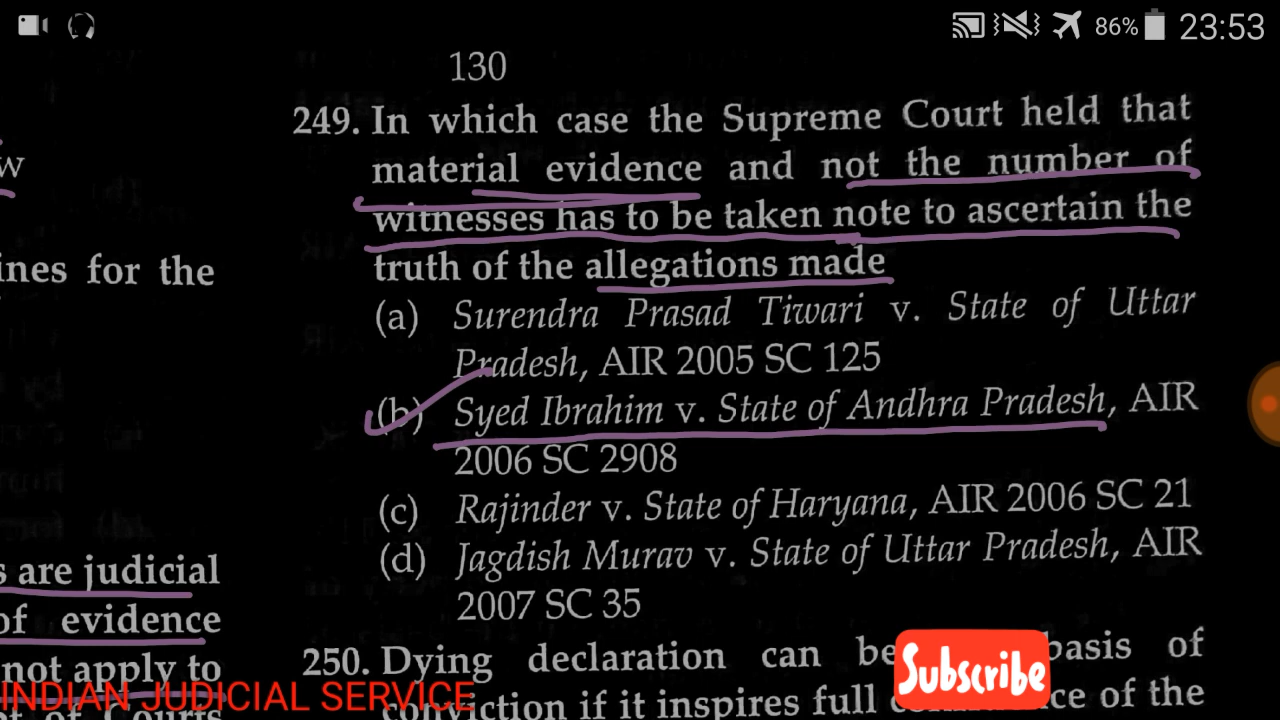 86% 23:53
130
249. In which case the Supreme Court held that
material evidence and not the number of
witnesses has to be taken note to ascertain the
truth of the allegations made
(a) Surendra Prasad Tiwari v. State of Uttar
Pradesh, AIR 2005 SC 125
(b) Syed Ibrahim v. State of Andhra Pradesh, AIR
2006 SC 2908
(c) Rajinder v. State of Haryana, AIR 2006 SC 21
(d) Jagdish Murav v. State of Uttar Pradesh, AIR
2007 SC 35
250. Dying declaration can be basis of
conviction if it inspires full of the
w
ines for the
s are judicial
of evidence
not apply to
of Courts
Subscribe
INDIAN JUDICIAL SERVICE